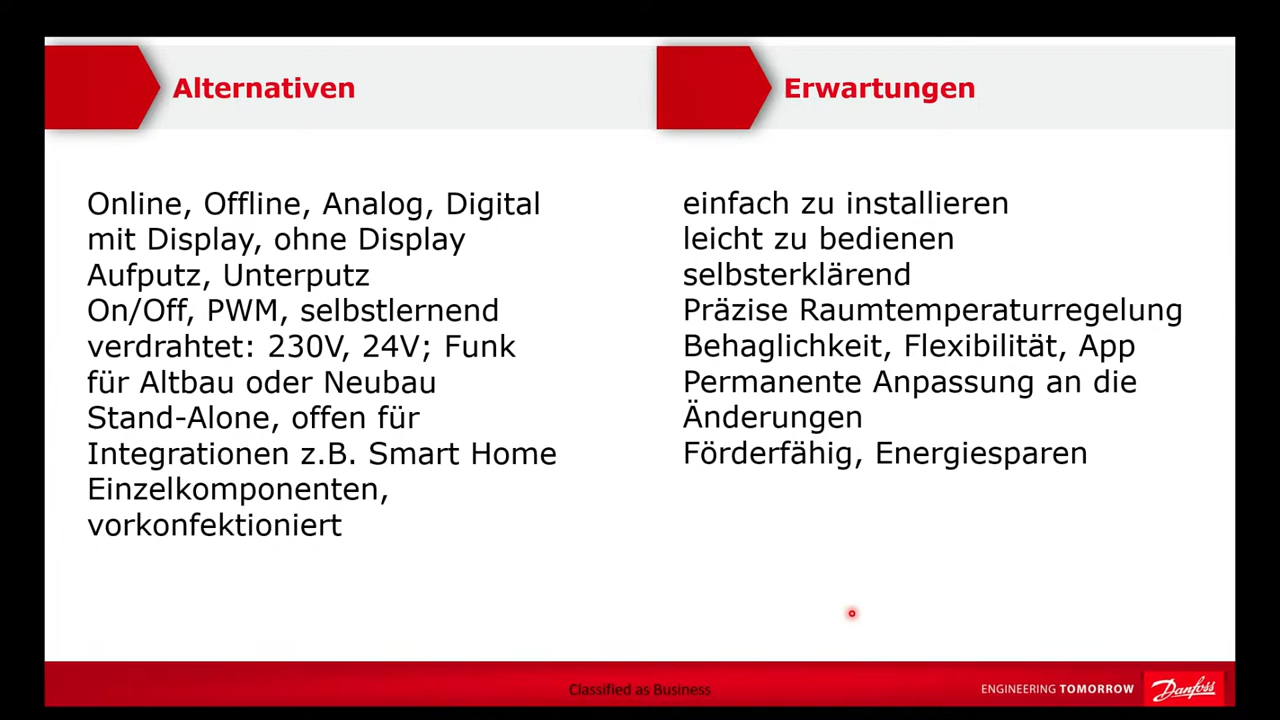 Alternativen
Online, Offline, Analog, Digital
mit Display, ohne Display
Aufputz, Unterputz
On/Off, PWM, selbstlernend
verdrahtet: 230V, 24V; Funk
für Altbau oder Neubau
Stand-Alone, offen für
Integrationen z.B. Smart Home
Einzelkomponenten,
vorkonfektioniert
Erwartungen
einfach zu installieren
leicht zu bedienen
selbsterklärend
Präzise Raumtemperaturregelung
Behaglichkeit, Flexibilität, App
Permanente Anpassung an die
Änderungen
Förderfähig, Energiesparen
Classified as Business
ENGINEERING TOMORROW
Danfoss